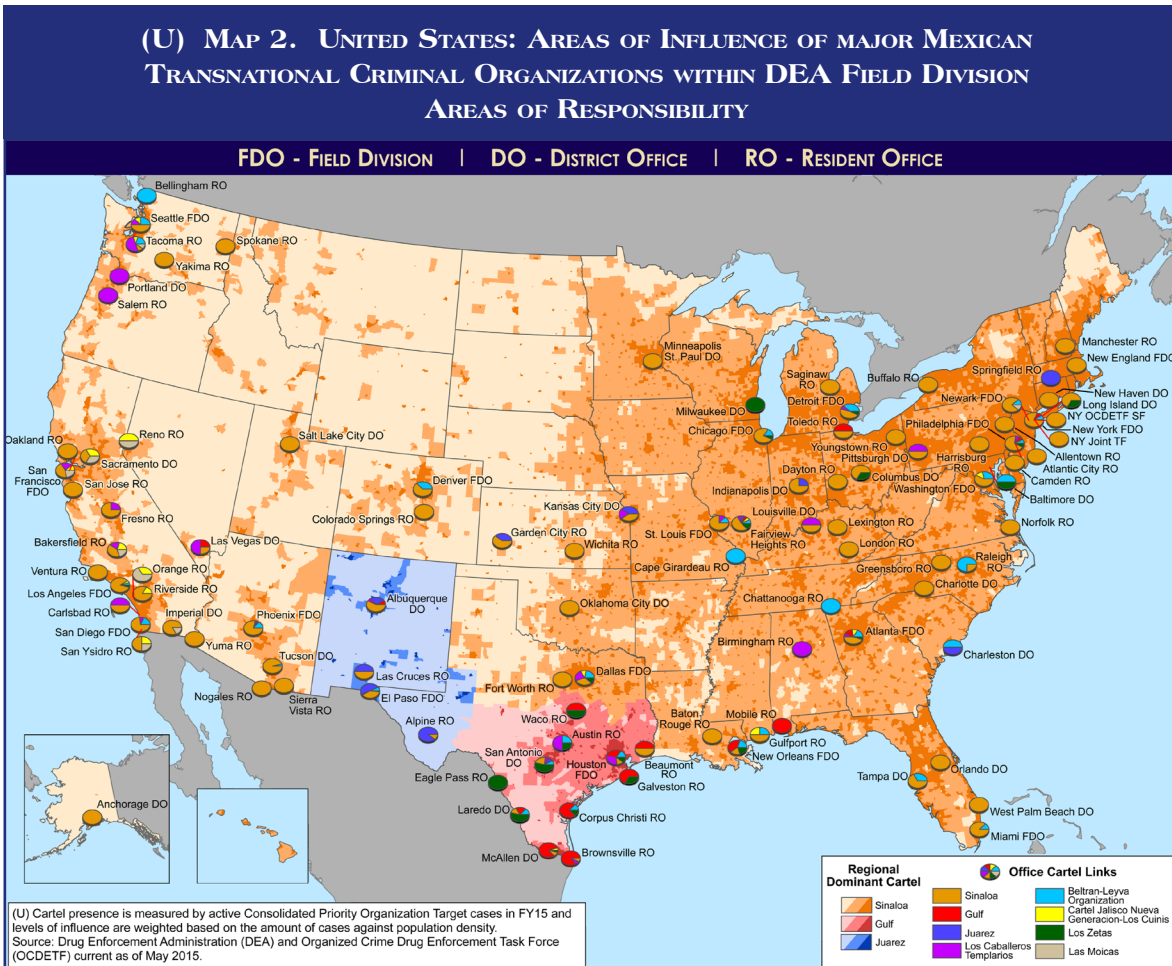 (U) Map 2. United States: Areas of Influence of major Mexican
Transnational Criminal Organizations within DEA Field Division
Areas of Responsibility
FDO - Field Division | DO - District Office | RO - Resident Office
Bellingham RO
Seattle FDO
Tacoma RO
Spokane RO
Yakima RO
Portland DO
Salem RO
Minneapolis
St. Paul DO
Manchester RO
New England FDO
Springfield RO
Saginaw
RO
Buffalo RO
New Haven DO
Detroit FDO
Newark FDO
Long Island DO
Milwaukee DO
NY OCDETF SF
Toledo RO
Philadelphia FDO
New York FDO
Chicago FDO
NY Joint TF
Oakland RO
Reno RO
Salt Lake City DO
Youngstown RO
Pittsburgh DO
Harrisburg
RO
Allentown RO
Sacramento DO
Atlantic City RO
San
Francisco
FDO
San Jose RO
Denver FDO
Dayton RO
Columbus DO
Camden RO
Indianapolis DO
Washington FDO
Baltimore DO
Fresno RO
Colorado Springs RO
Kansas City DO
Louisville DO
Norfolk RO
Bakersfield RO
Las Vegas DO
Garden City RO
St. Louis FDO
Fairview
Heights RO
Lexington RO
Wichita RO
London RO
Raleigh
RO
Ventura RO
Orange RO
Cape Girardeau RO
Greensboro RO
Los Angeles FDO
Riverside RO
Charlotte DO
Carlsbad RO
Imperial DO
Phoenix FDO
Albuquerque
DO
Oklahoma City DO
Chattanooga RO
San Diego FDO
Atlanta FDO
San Ysidro RO
Yuma RO
Birmingham RO
Charleston DO
Tucson DO
Las Cruces RO
Dallas FDO
Nogales RO
Sierra
Vista RO
El Paso FDO
Fort Worth RO
Waco RO
Baton
Rouge RO
Mobile RO
Alpine RO
Austin RO
Gulfport RO
San Antonio
DO
Houston
FDO
Beaumont
RO
New Orleans FDO
Eagle Pass RO
Galveston RO
Orlando DO
Tampa DO
Anchorage DO
Laredo DO
Corpus Christi RO
West Palm Beach DO
Miami FDO
McAllen DO
Brownsville RO
Regional
Dominant Cartel
Sinaloa
Gulf
Juarez
Office Cartel Links
Sinaloa
Gulf
Juarez
Los Caballeros
Templarios
Beltran-Leyva
Organization
Cartel Jalisco Nueva
Generacion-Los Cuinis
Los Zetas
Las Moicas
(U) Cartel presence is measured by active Consolidated Priority Organization Target cases in FY15 and
levels of influence are weighted based on the amount of cases against population density.
Source: Drug Enforcement Administration (DEA) and Organized Crime Drug Enforcement Task Force
(OCDETF) current as of May 2015.